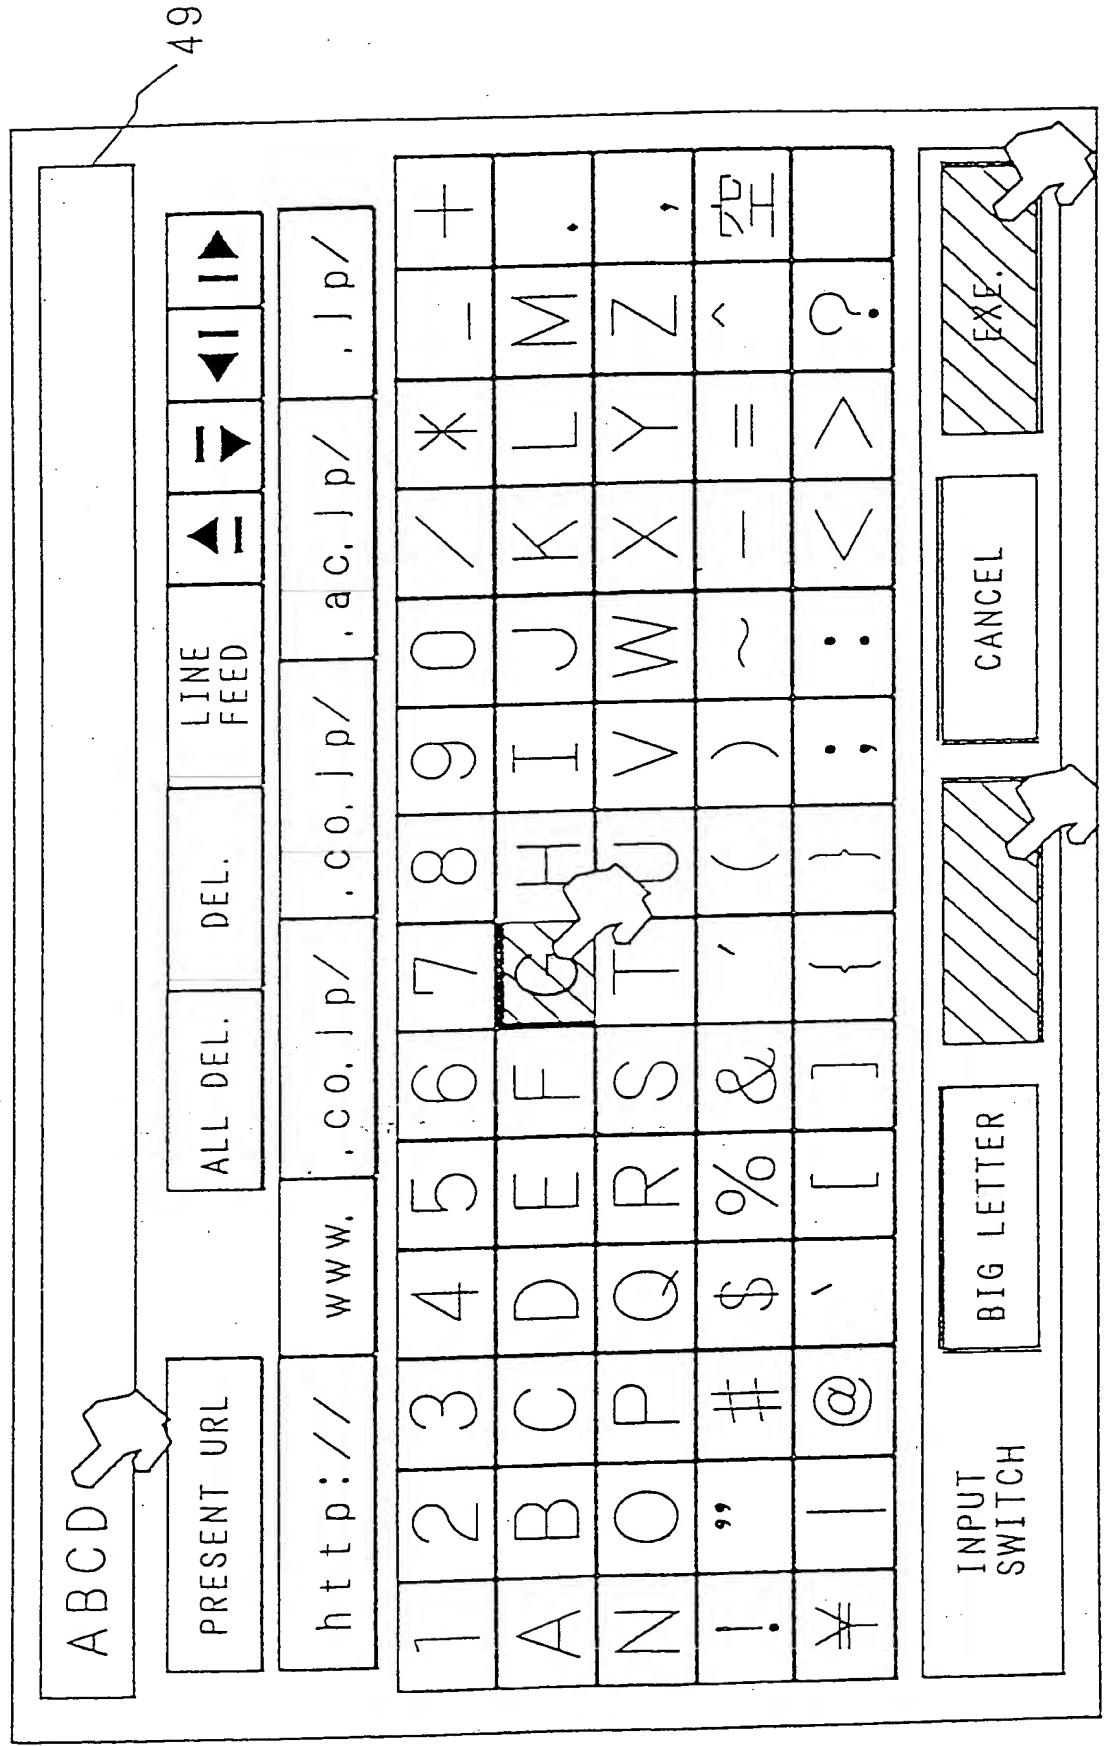 49
ABCD
PRESENT URL ALL DEL. DEL. LINE FEED
http:// www. .co.jp/ .co.jp/ .ac.jp/ .jp/
1 2 3 4 5 6 7 8 9 0 / * - +
A B C D E F G H I J K L M .
N O P Q R S T U V W X Y Z ,
! " # $ % & ' ( ) ~ - = ^ 空
¥ | @ ` [ ] { } ; : < > ?
INPUT SWITCH BIG LETTER CANCEL EXE.